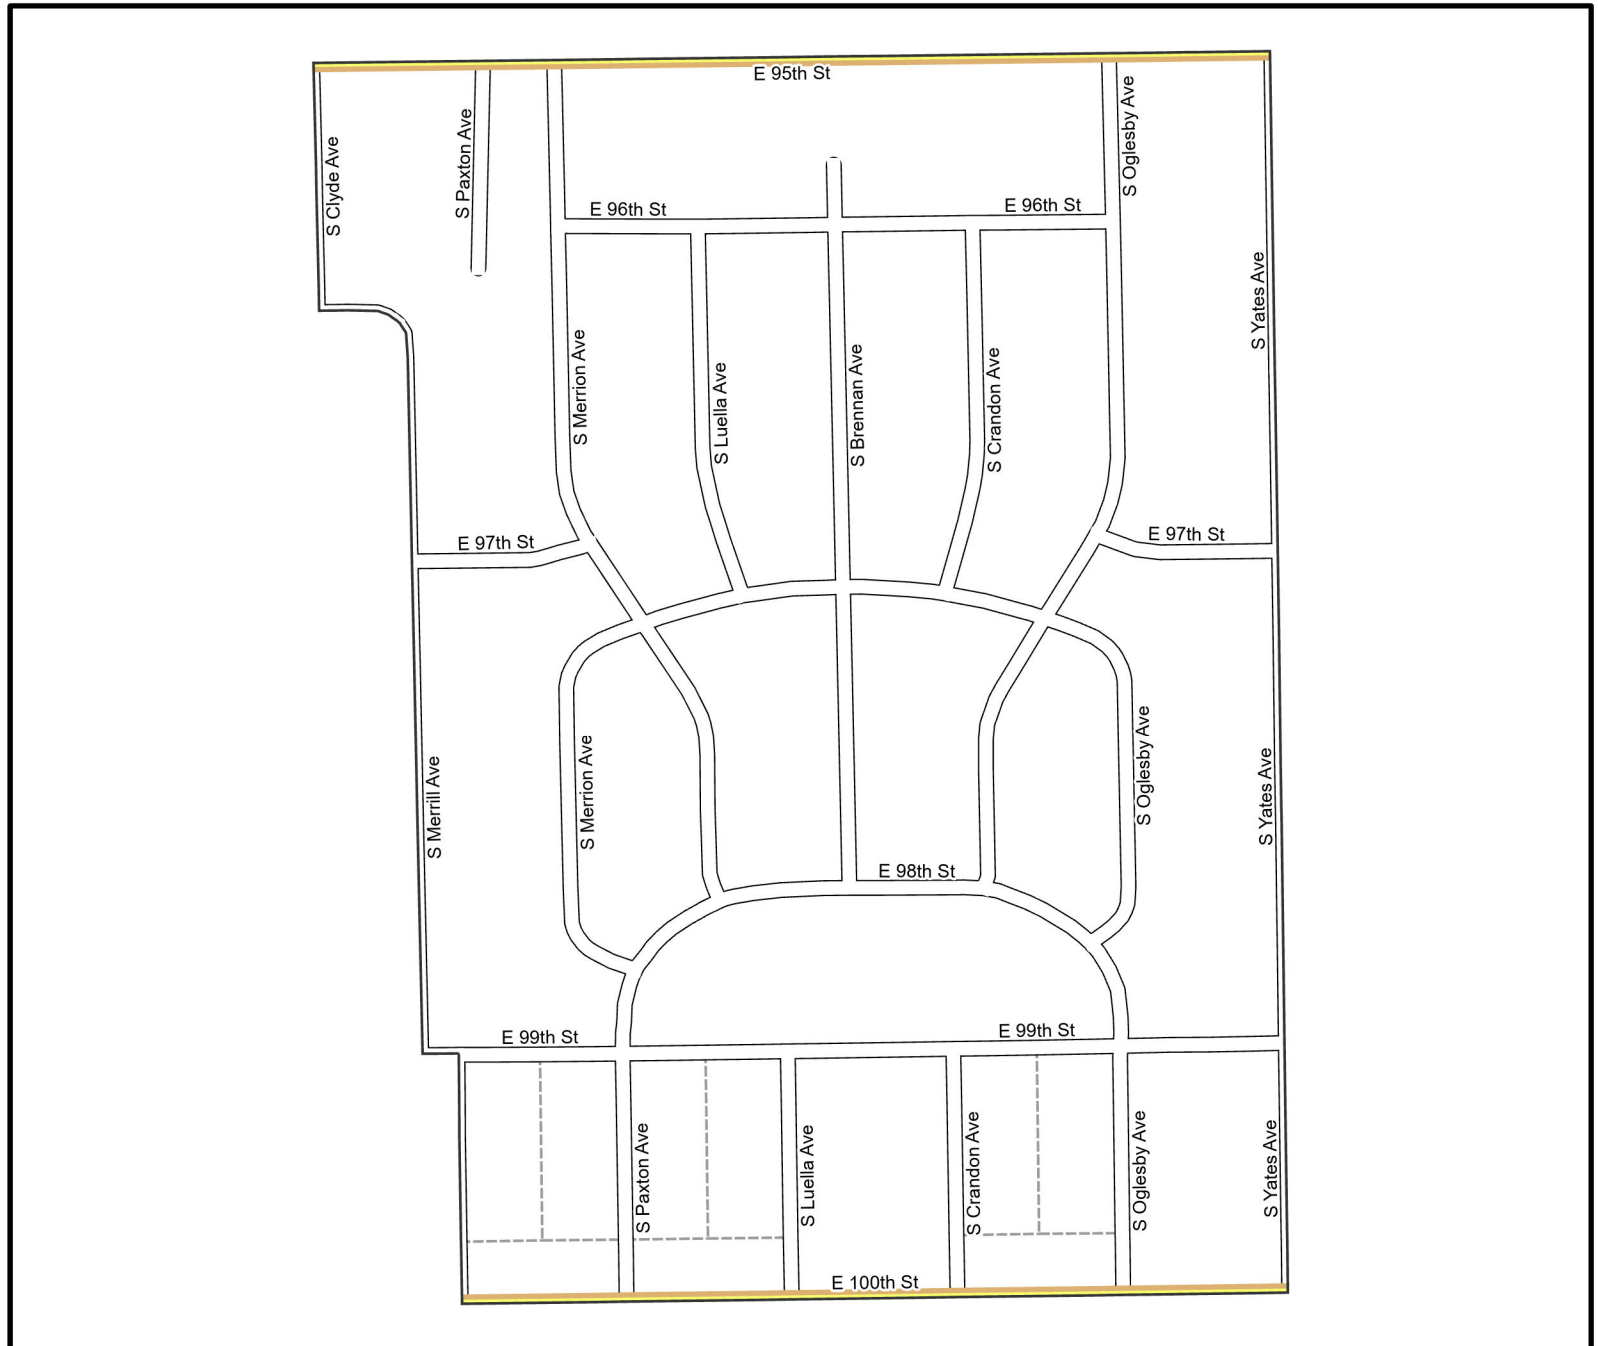 E 95th St
S Clyde Ave
S Paxton Ave
S Oglesby Ave
E 96th St
E 96th St
S Yates Ave
S Merrion Ave
S Luella Ave
S Brennan Ave
S Crandon Ave
E 97th St
E 97th St
S Merrill Ave
S Merrion Ave
S Oglesby Ave
S Yates Ave
E 98th St
E 99th St
E 99th St
S Paxton Ave
S Luella Ave
S Crandon Ave
S Oglesby Ave
S Yates Ave
E 100th St